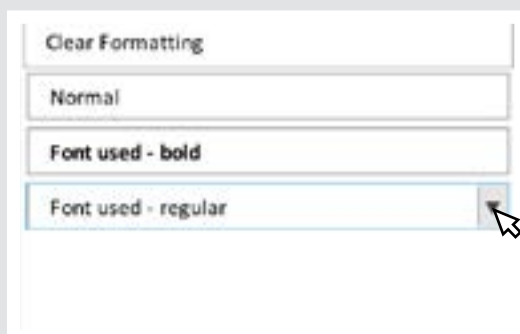 Clear Formatting
Normal
Font used - bold
Font used - regular